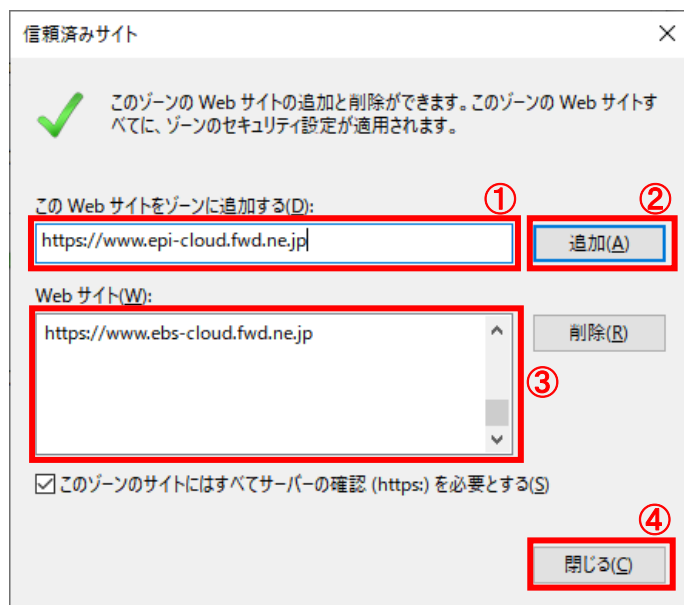 信頼済みサイト
このゾーンの Web サイトの追加と削除ができます。このゾーンの Web サイトす
べてに、ゾーンのセキュリティ設定が適用されます。
この Web サイトをゾーンに追加する(D):
①
②
https://www.epi-cloud.fwd.ne.jp
追加(A)
Web サイト(W):
https://www.ebs-cloud.fwd.ne.jp
削除(R)
③
このゾーンのサイトにはすべてサーバーの確認 (https:) を必要とする(S)
④
閉じる(C)